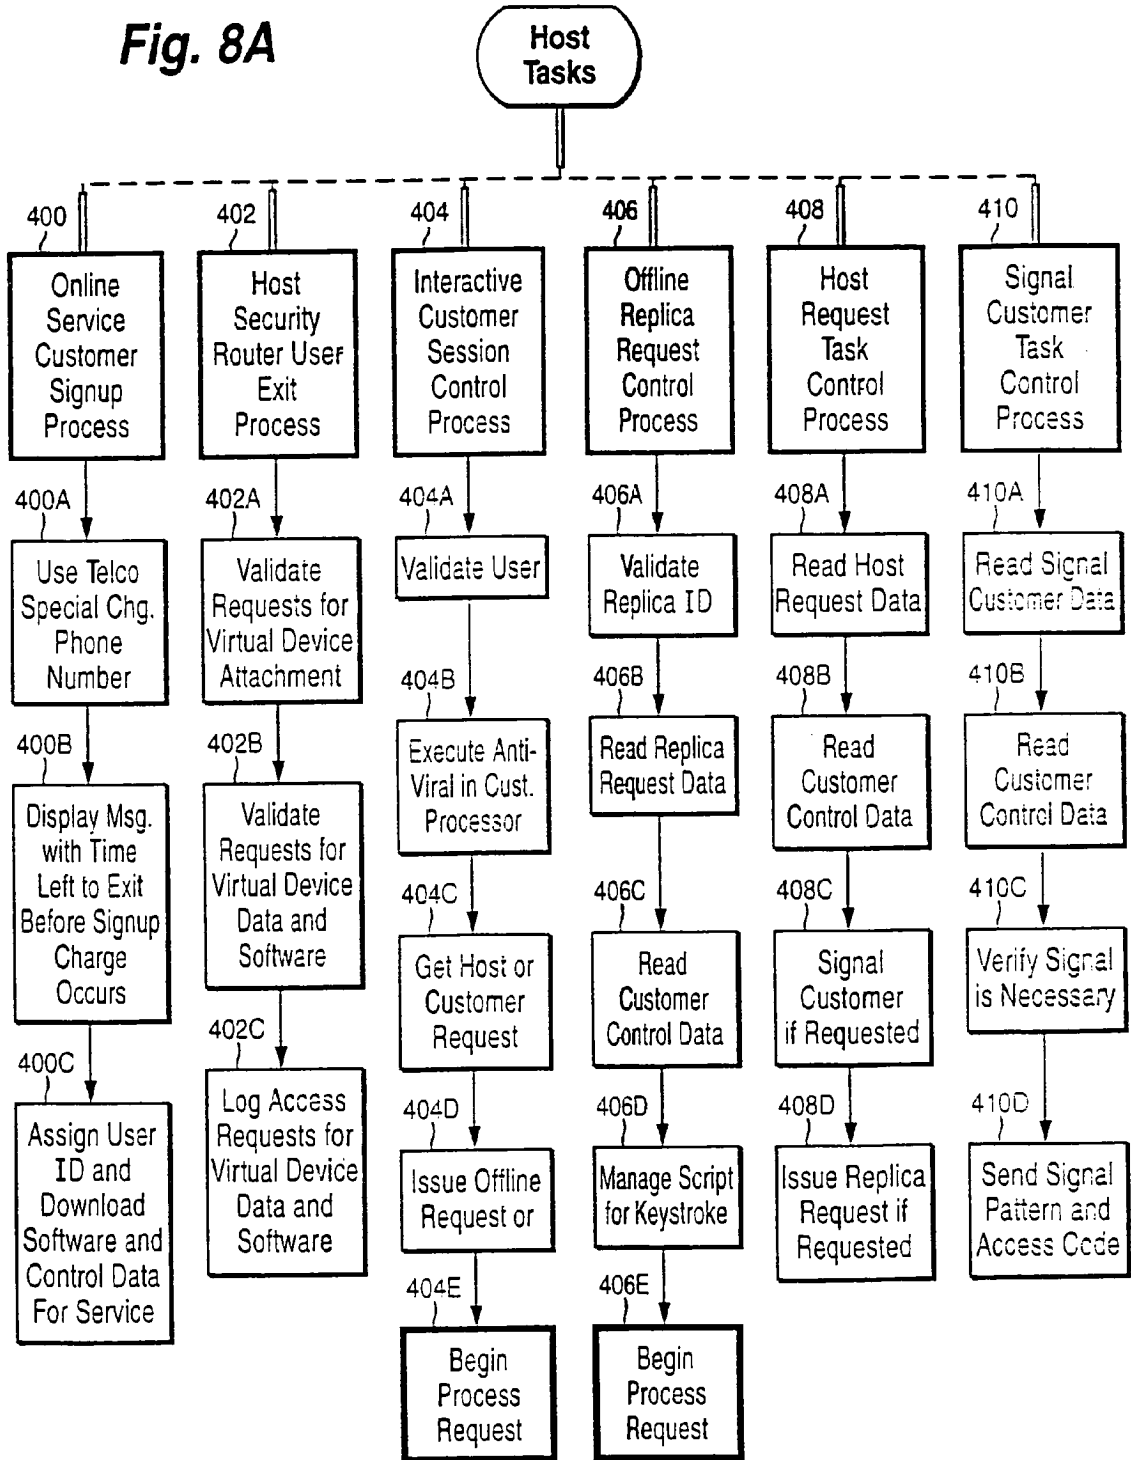 Fig. 8A
Host
Tasks
400
Online
Service
Customer
Signup
Process
400A
Use Telco
Special Chg.
Phone
Number
400B
Display Msg.
with Time
Left to Exit
Before Signup
Charge
Occurs
400C
Assign User
ID and
Download
Software and
Control Data
For Service
402
Host
Security
Router User
Exit
Process
402A
Validate
Requests for
Virtual Device
Attachment
402B
Validate
Requests for
Virtual Device
Data and
Software
402C
Log Access
Requests for
Virtual Device
Data and
Software
404
Interactive
Customer
Session
Control
Process
404A
Validate User
404B
Execute Anti-
Viral in Cust.
Processor
404C
Get Host or
Customer
Request
404D
Issue Offline
Request or
404E
Begin
Process
Request
406
Offline
Replica
Request
Control
Process
406A
Validate
Replica ID
406B
Read Replica
Request Data
406C
Read
Customer
Control Data
406D
Manage Script
for Keystroke
406E
Begin
Process
Request
408
Host
Request
Task
Control
Process
408A
Read Host
Request Data
408B
Read
Customer
Control Data
408C
Signal
Customer
if Requested
408D
Issue Replica
Request if
Requested
410
Signal
Customer
Task
Control
Process
410A
Read Signal
Customer Data
410B
Read
Customer
Control Data
410C
Verify Signal
is Necessary
410D
Send Signal
Pattern and
Access Code